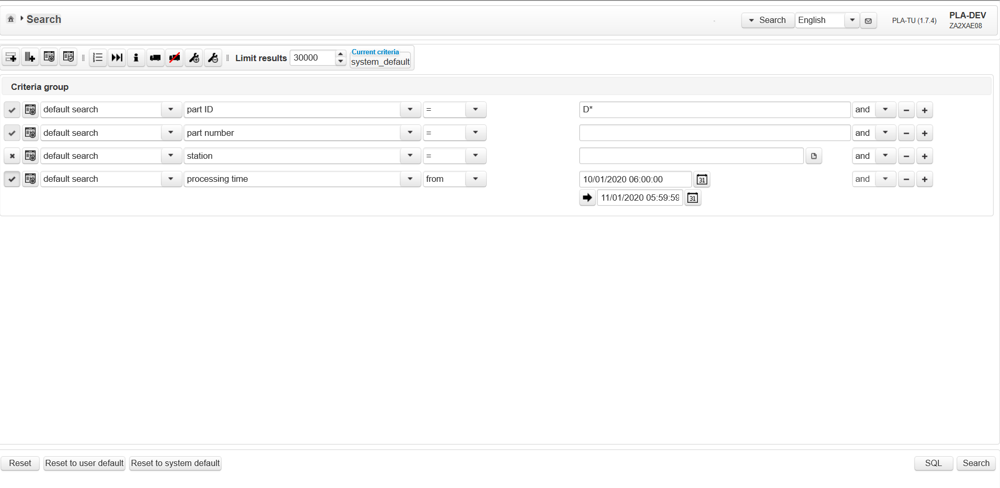 Search
Search English PLA-TU (1.7.4) PLA-DEV
ZA2XAE08
Limit results 30000 Current criteria
system_default
Criteria group
default search part ID = D* and
default search part number = and
default search station = and
default search processing time from 10/01/2020 06:00:00 31 and
11/01/2020 05:59:59 31
Reset Reset to user default Reset to system default SQL Search